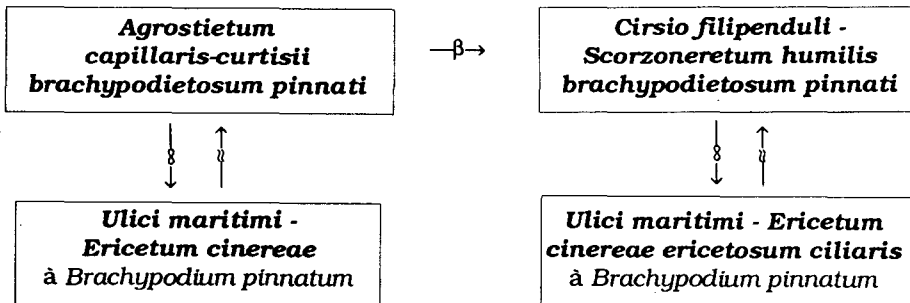 Agrostietum
capillaris-curtisii
brachypodietosum pinnati
—β→
Cirsio filipenduli -
Scorzoneretum humilis
brachypodietosum pinnati
Ulici maritimi -
Ericetum cinereae
à Brachypodium pinnatum
Ulici maritimi - Ericetum
cinereae ericetosum ciliaris
à Brachypodium pinnatum